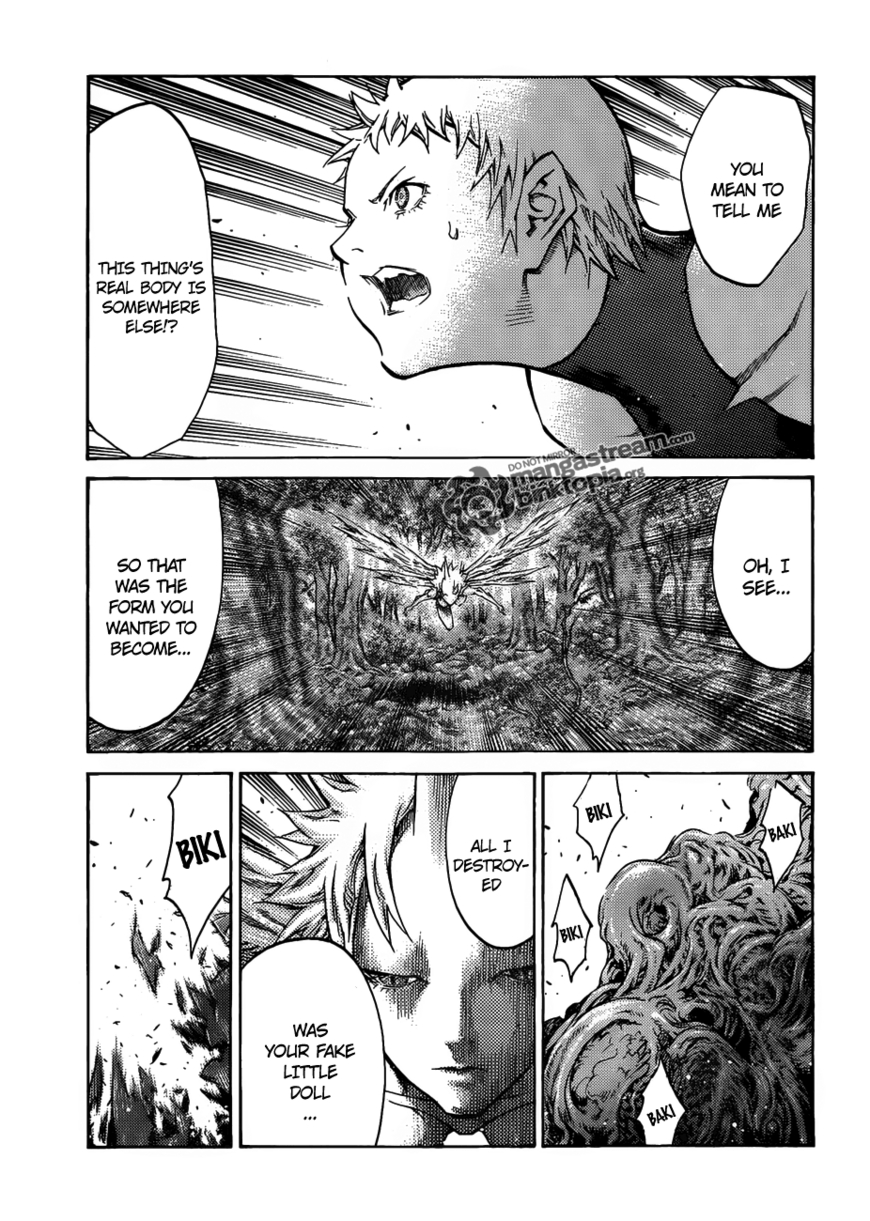 YOU
MEAN TO
TELL ME
THIS THING'S
REAL BODY IS
SOMEWHERE
ELSE!?
DO NOT MIRROR
mangastream.com
binktopia.org
OH, I
SEE...
SO THAT
WAS THE
FORM YOU
WANTED TO
BECOME...
BIKI
BAKI
BIKI
BAKI
ALL I
DESTROY-
ED
WAS
YOUR FAKE
LITTLE
DOLL
...
BIKI